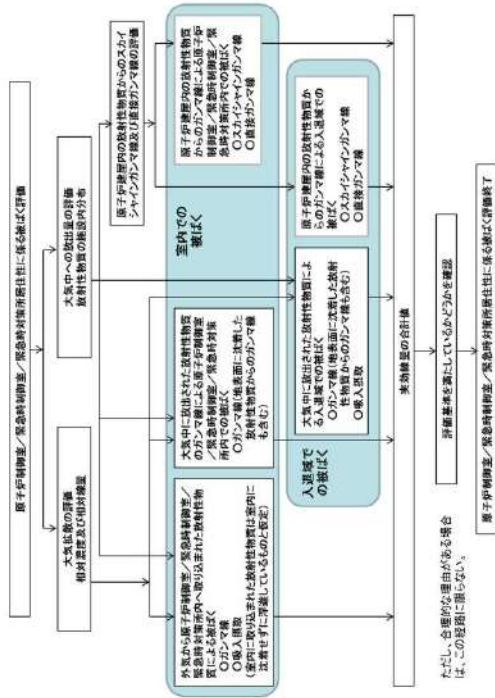 原子炉制御室／緊急時制御室／緊急時対策所居住性に係る被ばく評価
大気拡散の評価
相対濃度及び相対線量
大気中への放出量の評価
放射性物質の施設内分布
原子炉建屋内の放射性物質からのスカイ
シャインガンマ線及び直接ガンマ線の評価
室内での
被ばく
外気から原子炉制御室／緊急時制御室／
緊急時対策所内へ取り込まれた放射性物
質による被ばく
○ガンマ線
○吸入摂取
（室内に取り込まれた放射性物質は室内に
沈着せずに浮遊しているものと仮定）
大気中に放出された放射性物質
のガンマ線による原子炉制御室
／緊急時制御室／緊急時対策
所内での被ばく
○ガンマ線（地表面に沈着した
放射性物質からのガンマ線
も含む）
原子炉建屋内の放射性物質
からのガンマ線による原子炉
制御室／緊急時制御室／緊
急時対策所内での被ばく
○スカイシャインガンマ線
○直接ガンマ線
入退域で
の被ばく
大気中に放出された放射性物質によ
る入退域での被ばく
○ガンマ線（地表面に沈着した放射
性物質からのガンマ線も含む）
○吸入摂取
原子炉建屋内の放射性物質か
らのガンマ線による入退域での
被ばく
○スカイシャインガンマ線
○直接ガンマ線
実効線量の合計値
評価基準を満たしているかどうかを確認
原子炉制御室／緊急時制御室／緊急時対策所居住性に係る被ばく評価終了
ただし、合理的な理由がある場合
は、この経路に限らない。